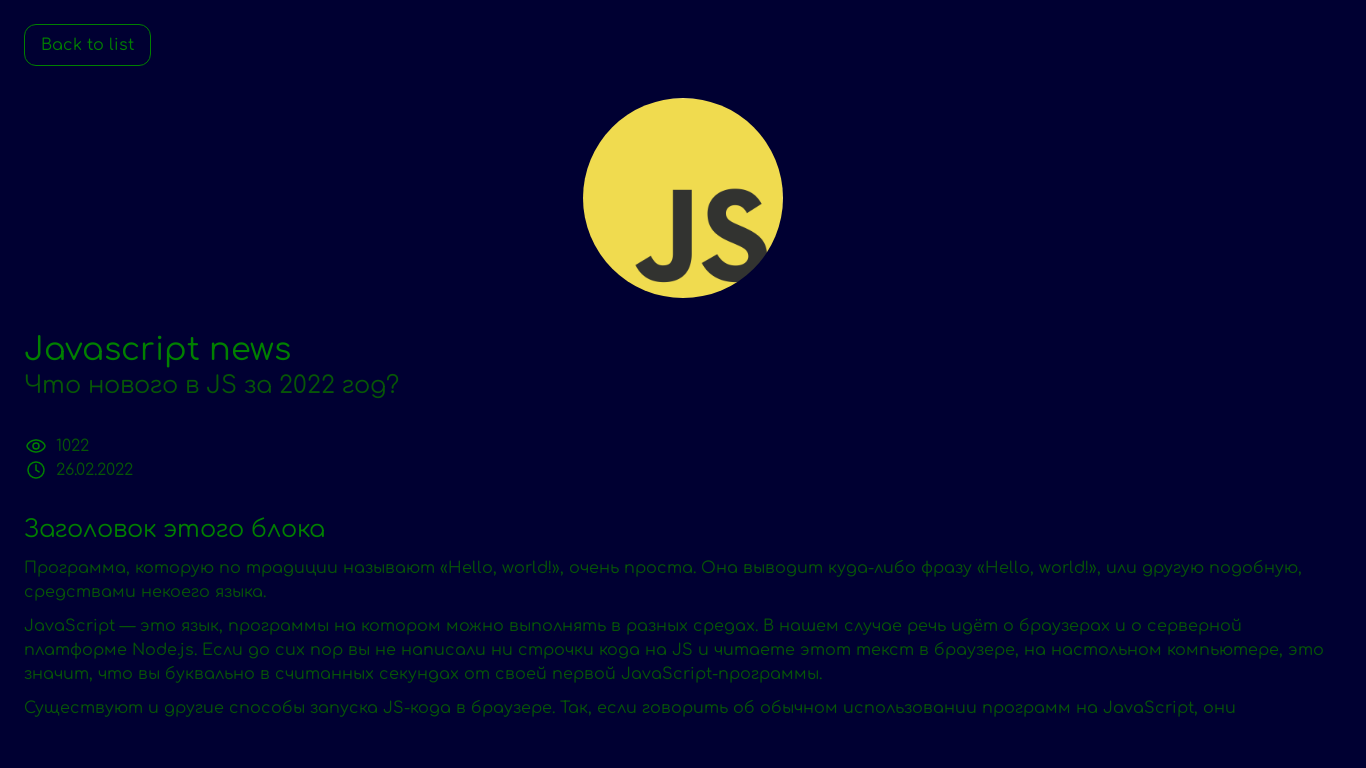 Back to list
JS
Javascript news
Что нового в JS за 2022 год?
1022
26.02.2022
Заголовок этого блока
Программа, которую по традиции называют «Hello, world!», очень проста. Она выводит куда-либо фразу «Hello, world!», или другую подобную,
средствами некоего языка.
JavaScript — это язык, программы на котором можно выполнять в разных средах. В нашем случае речь идёт о браузерах и о серверной
платформе Node.js. Если до сих пор вы не написали ни строчки кода на JS и читаете этот текст в браузере, на настольном компьютере, это
значит, что вы буквально в считанных секундах от своей первой JavaScript-программы.
Существуют и другие способы запуска JS-кода в браузере. Так, если говорить об обычном использовании программ на JavaScript, они